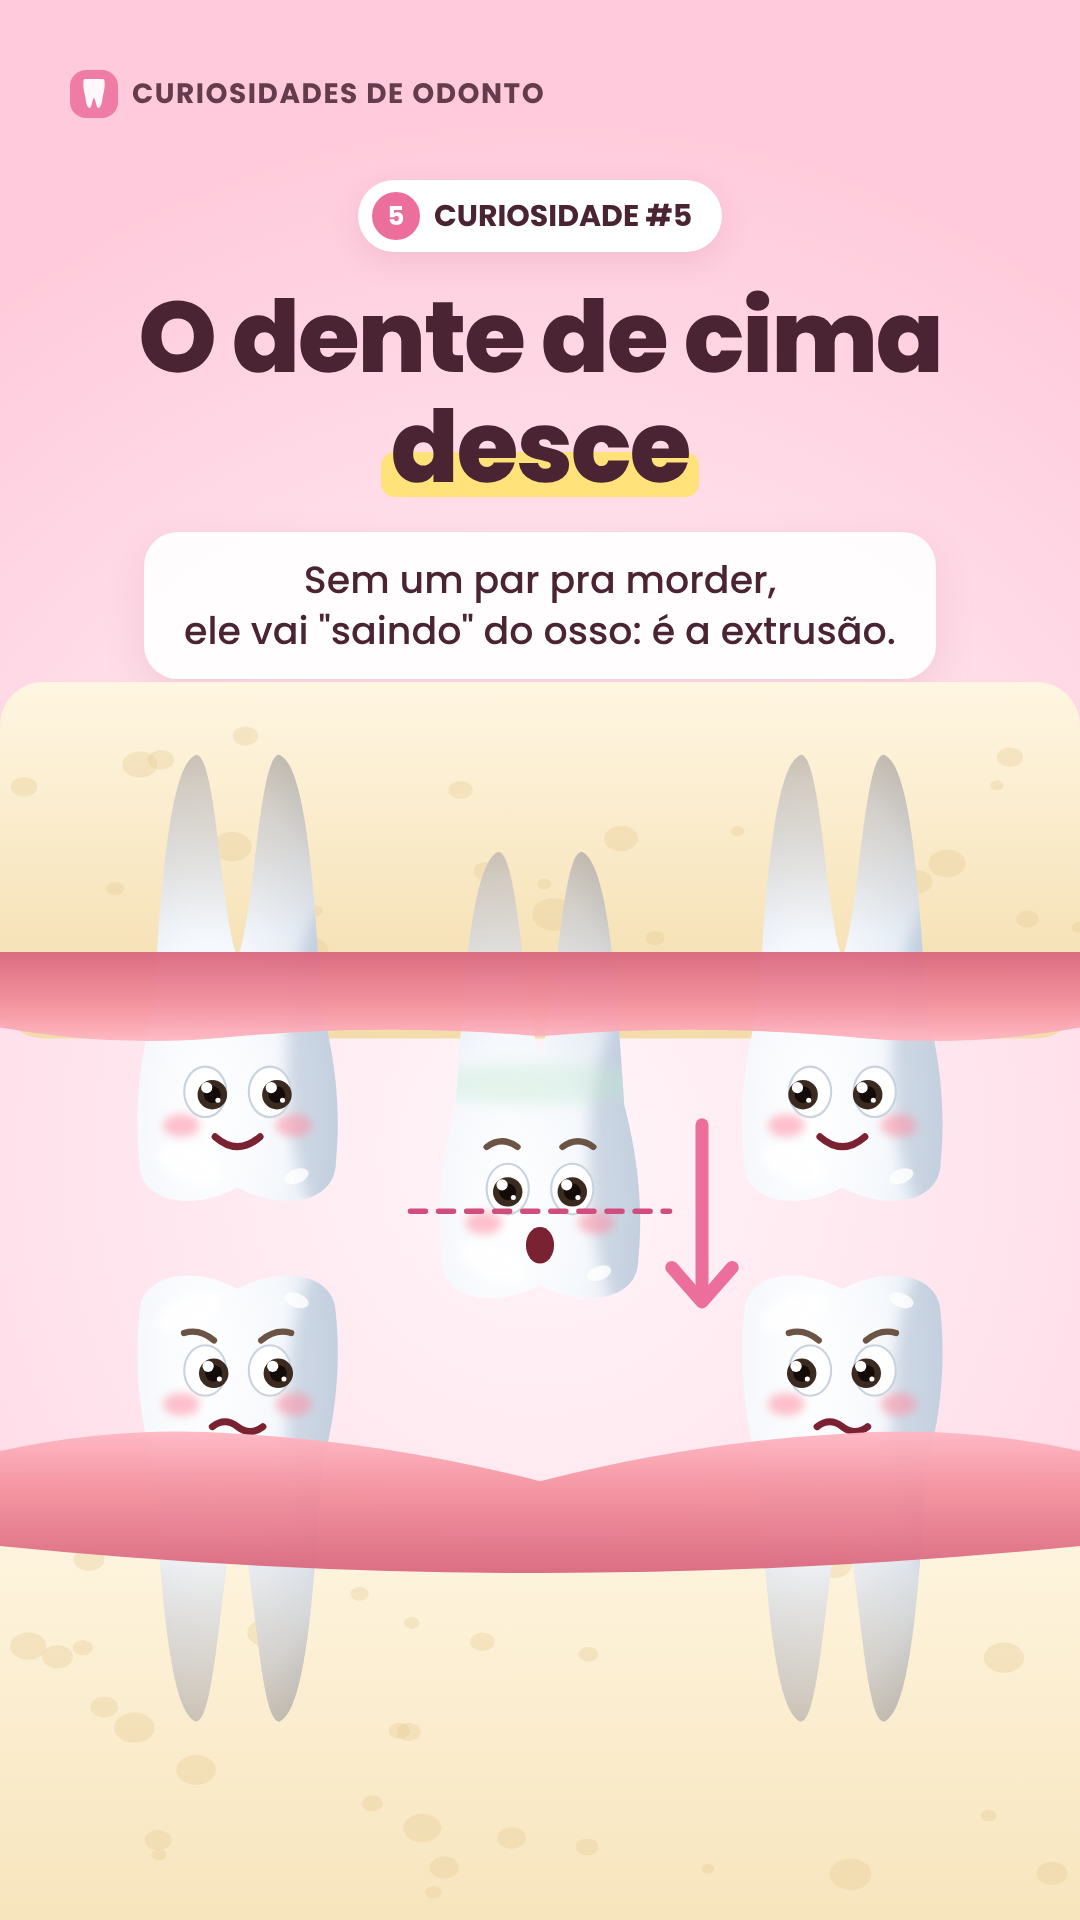 CURIOSIDADES DE ODONTO
5 CURIOSIDADE #5
O dente de cima
desce
Sem um par pra morder,
ele vai "saindo" do osso: é a extrusão.